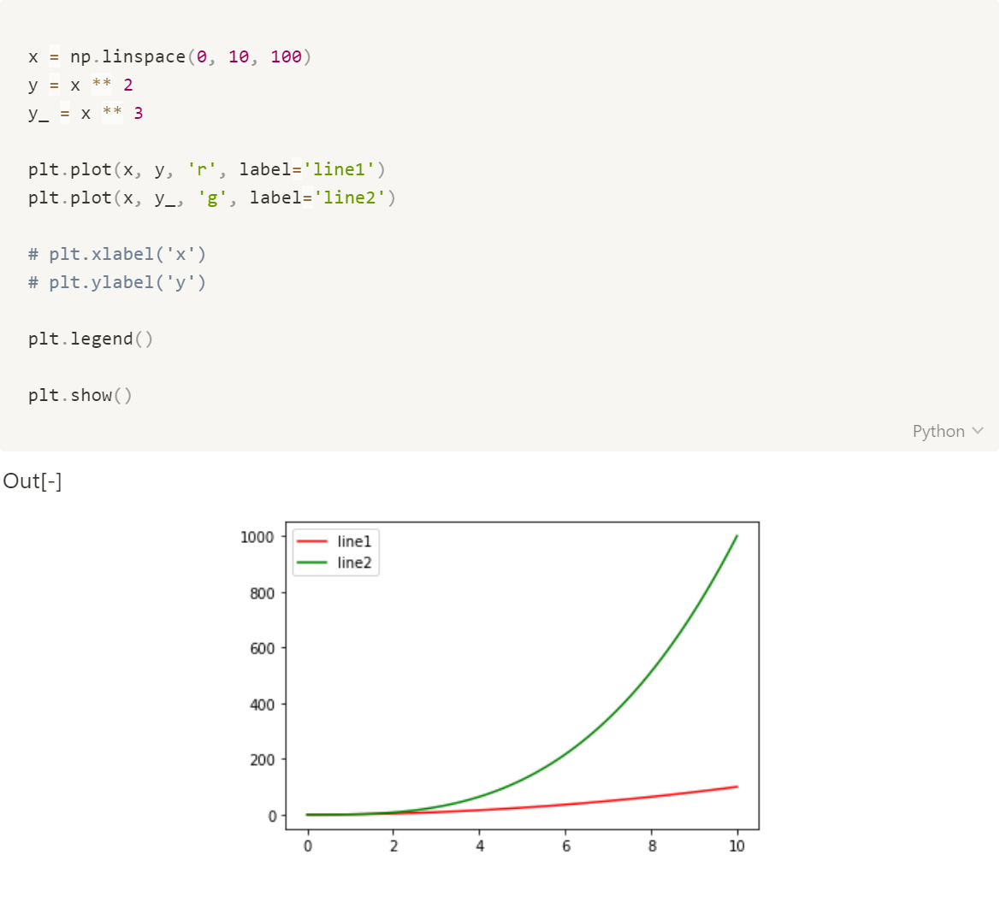 x = np.linspace(0, 10, 100)
y = x ** 2
y_ = x ** 3
plt.plot(x, y, 'r', label='line1')
plt.plot(x, y_, 'g', label='line2')
# plt.xlabel('x')
# plt.ylabel('y')
plt.legend()
plt.show()
Python
Out[-]
line1
line2
1000
800
600
400
200
0
0 2 4 6 8 10